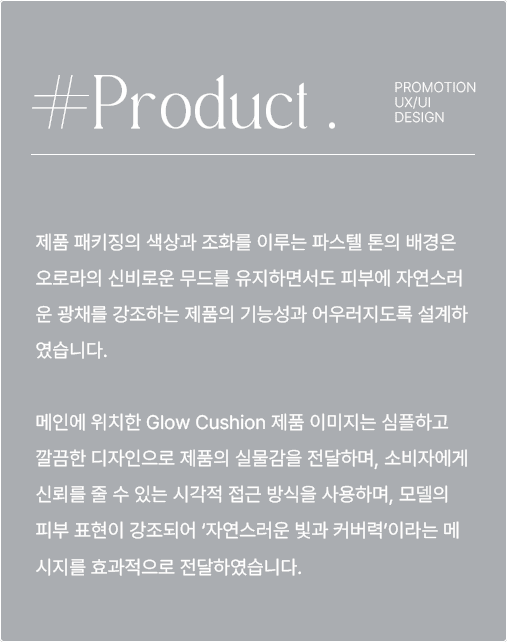 #Product .
PROMOTION
UX/UI
DESIGN
제품 패키징의 색상과 조화를 이루는 파스텔 톤의 배경은
오로라의 신비로운 무드를 유지하면서도 피부에 자연스러
운 광채를 강조하는 제품의 기능성과 어우러지도록 설계하
였습니다.
메인에 위치한 Glow Cushion 제품 이미지는 심플하고
깔끔한 디자인으로 제품의 실물감을 전달하며, 소비자에게
신뢰를 줄 수 있는 시각적 접근 방식을 사용하며, 모델의
피부 표현이 강조되어 ‘자연스러운 빛과 커버력’이라는 메
시지를 효과적으로 전달하였습니다.